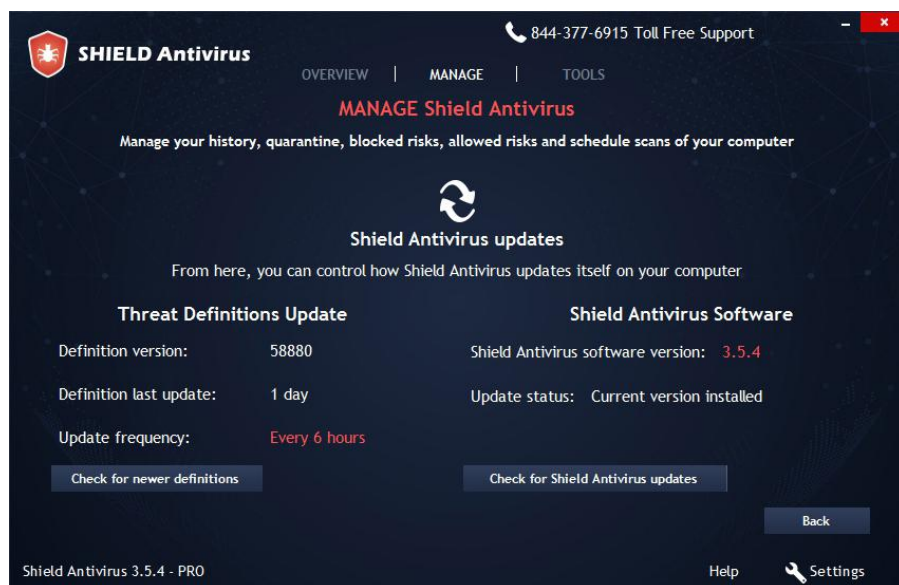 844-377-6915 Toll Free Support
SHIELD Antivirus
OVERVIEW | MANAGE | TOOLS
MANAGE Shield Antivirus
Manage your history, quarantine, blocked risks, allowed risks and schedule scans of your computer
Shield Antivirus updates
From here, you can control how Shield Antivirus updates itself on your computer
Threat Definitions Update
Definition version: 58880
Definition last update: 1 day
Update frequency: Every 6 hours
Check for newer definitions
Shield Antivirus Software
Shield Antivirus software version: 3.5.4
Update status: Current version installed
Check for Shield Antivirus updates
Back
Shield Antivirus 3.5.4 - PRO
Help
Settings